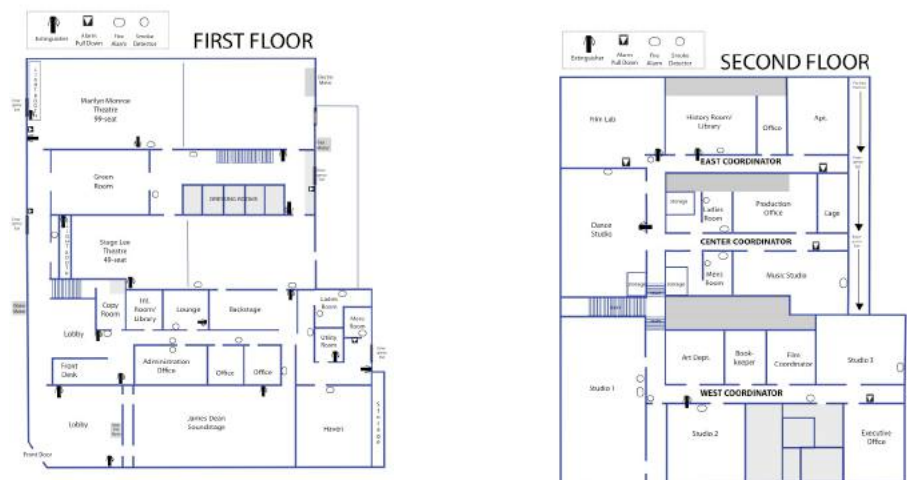 Extinguisher
Alarm
Pull Down
Fire
Alarm
Smoke
Detector
FIRST FLOOR
Marilyn Monroe
Theatre
99-seat
Green
Room
DRESSING ROOMS
Stage Lee
Theatre
49-seat
Copy
Room
Int.
Room/
Library
Lounge
Backstage
Ladies
Room
Mens
Room
Utility
Room
Lobby
Front
Desk
Administration
Office
Office
Office
Lobby
James Dean
Soundstage
Front Door
Extinguisher
Alarm
Pull Down
Fire
Alarm
Smoke
Detector
SECOND FLOOR
Film Lab
History Room/
Library
Office
Apt.
EAST COORDINATOR
Storage
Ladies
Room
Production
Office
Cage
Dance
Studio
CENTER COORDINATOR
Mens
Room
Music Studio
Storage
Storage
Art Dept.
Book-
keeper
Film
Coordinator
Studio 3
Studio 1
WEST COORDINATOR
Studio 2
Executive
Office